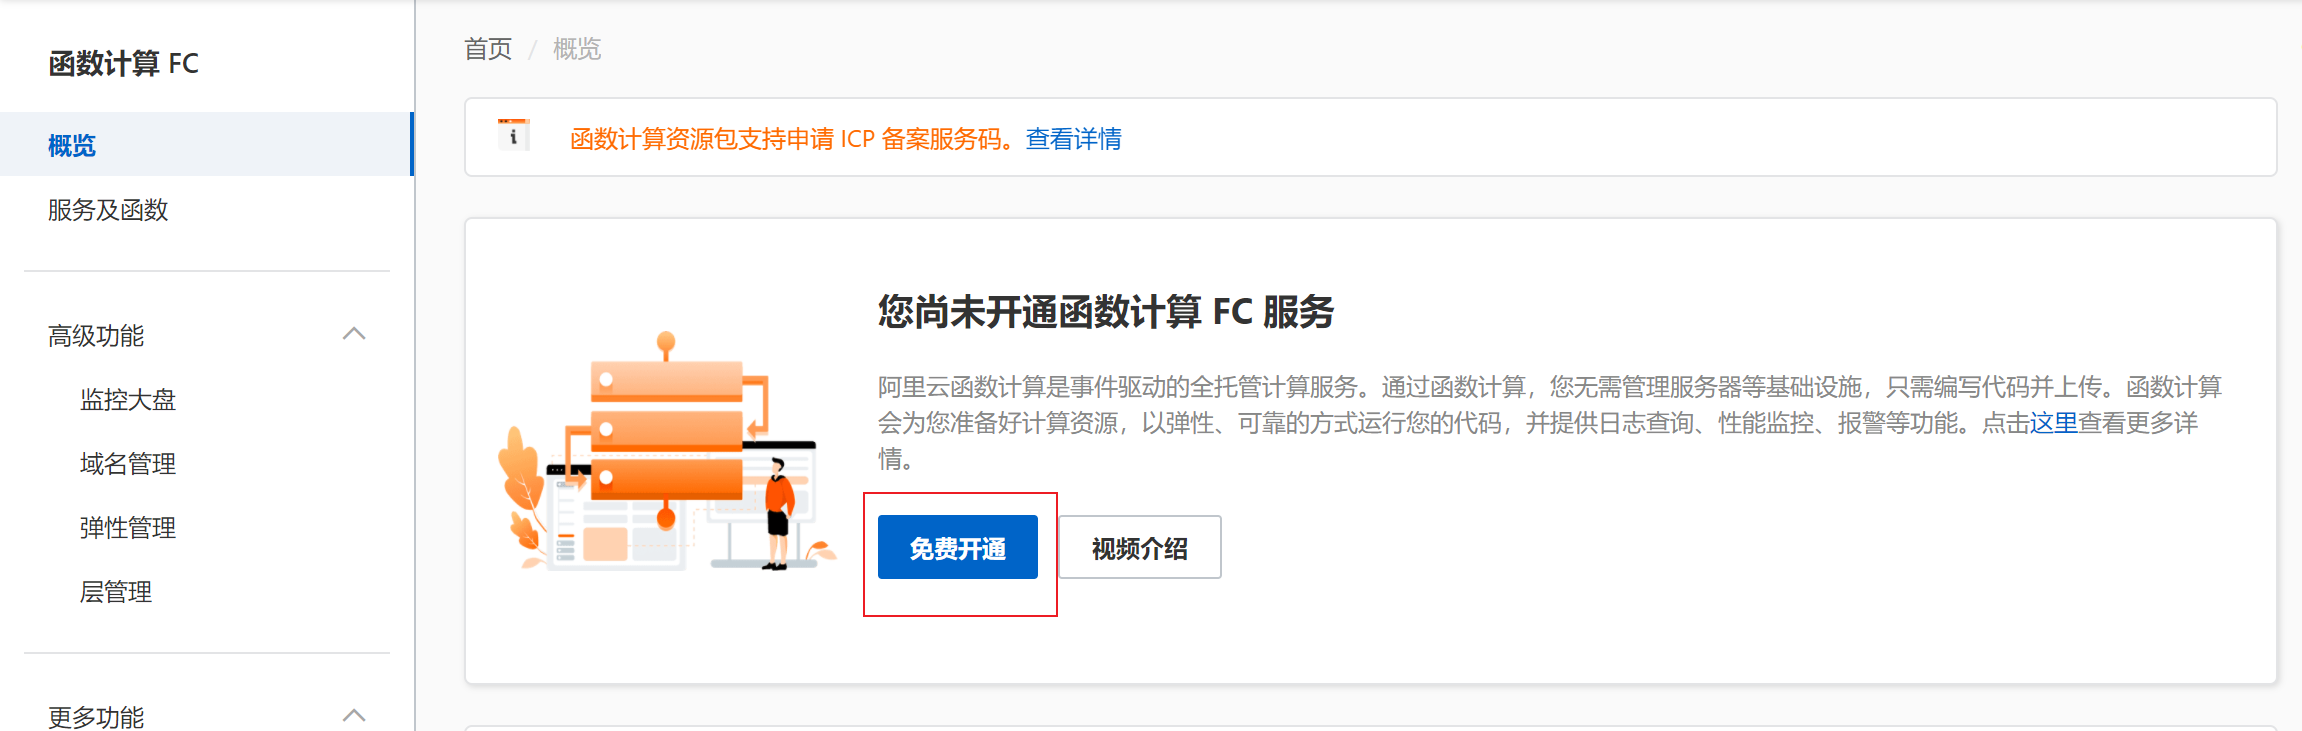 函数计算 FC
概览
服务及函数
高级功能
监控大盘
域名管理
弹性管理
层管理
更多功能
首页 / 概览
函数计算资源包支持申请 ICP 备案服务码。查看详情
您尚未开通函数计算 FC 服务
阿里云函数计算是事件驱动的全托管计算服务。通过函数计算，您无需管理服务器等基础设施，只需编写代码并上传。函数计算
会为您准备好计算资源，以弹性、可靠的方式运行您的代码，并提供日志查询、性能监控、报警等功能。点击这里查看更多详
情。
免费开通
视频介绍